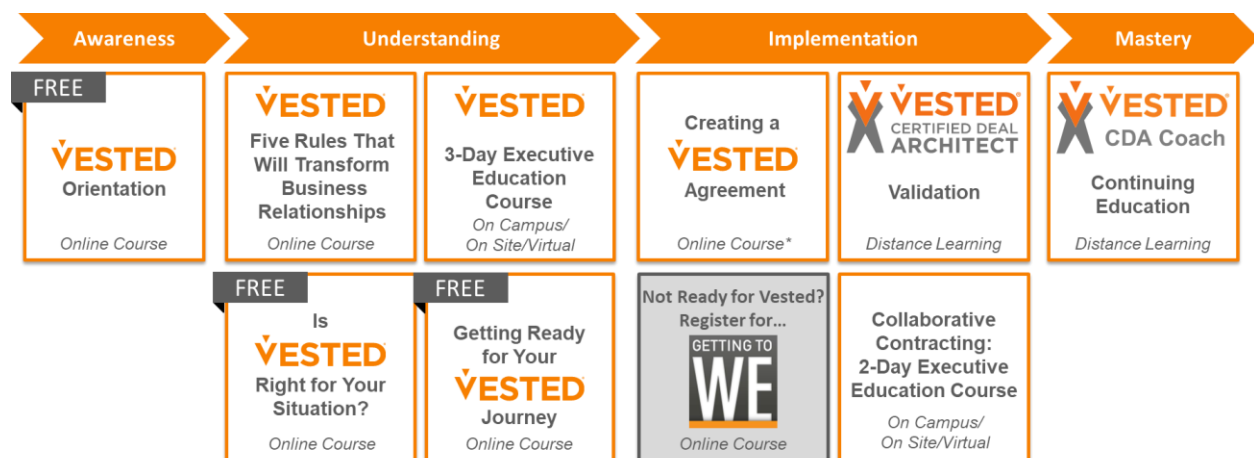 Awareness
Understanding
Implementation
Mastery
FREE
VESTED
Orientation
Online Course
VESTED®
Five Rules That
Will Transform
Business
Relationships
Online Course
VESTED®
3-Day Executive
Education
Course
On Campus/
On Site/Virtual
Creating a
VESTED®
Agreement
Online Course*
VESTED®
CERTIFIED DEAL
ARCHITECT
Validation
Distance Learning
VESTED®
CDA Coach
Continuing
Education
Distance Learning
FREE
Is
VESTED®
Right for Your
Situation?
Online Course
FREE
Getting Ready
for Your
VESTED®
Journey
Online Course
Not Ready for Vested?
Register for...
GETTING TO
WE
Online Course
Collaborative
Contracting:
2-Day Executive
Education Course
On Campus/
On Site/Virtual